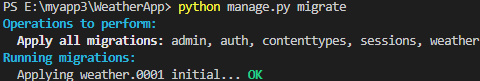 PS E:\myapp3\WeatherApp> python manage.py migrate
Operations to perform:
Apply all migrations: admin, auth, contenttypes, sessions, weather
Running migrations:
Applying weather.0001 initial... OK